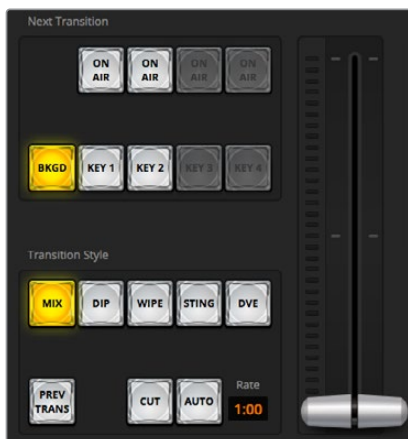 Next Transition
ON AIR ON AIR ON AIR ON AIR
BKGD KEY 1 KEY 2 KEY 3 KEY 4
Transition Style
MIX DIP WIPE STING DVE
Rate
PREV TRANS CUT AUTO 1:00